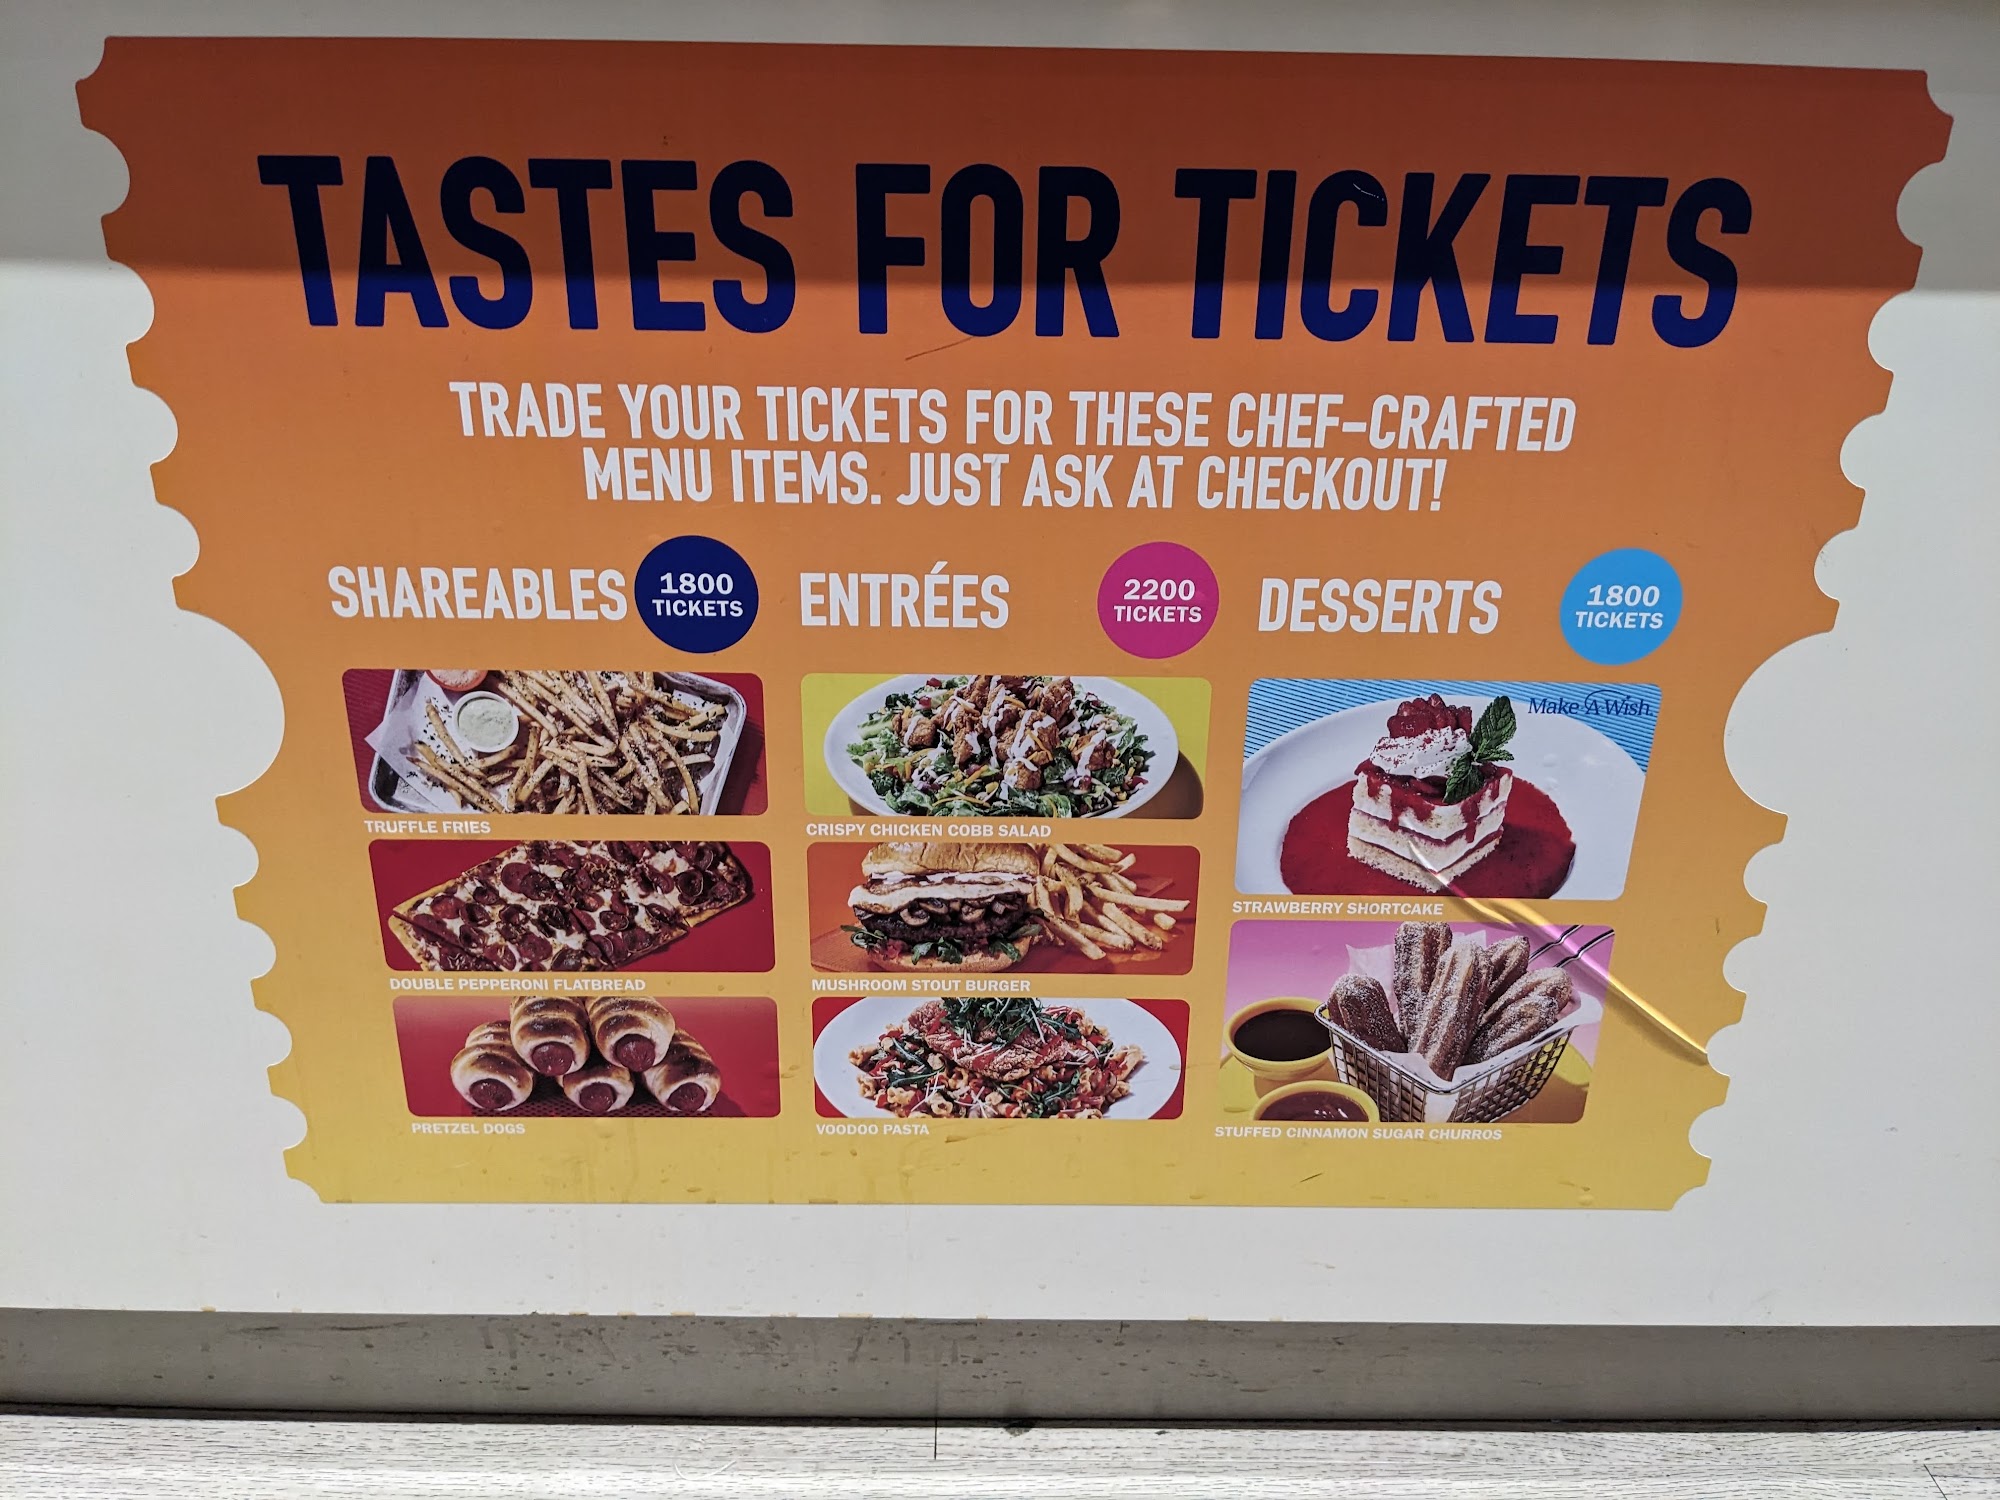 TASTES FOR TICKETS
TRADE YOUR TICKETS FOR THESE CHEF-CRAFTED
MENU ITEMS. JUST ASK AT CHECKOUT!
SHAREABLES
1800
TICKETS
TRUFFLE FRIES
DOUBLE PEPPERONI FLATBREAD
PRETZEL DOGS
ENTRÉES
2200
TICKETS
CRISPY CHICKEN COBB SALAD
MUSHROOM STOUT BURGER
VOODOO PASTA
DESSERTS
1800
TICKETS
Make A Wish.
STRAWBERRY SHORTCAKE
STUFFED CINNAMON SUGAR CHURROS